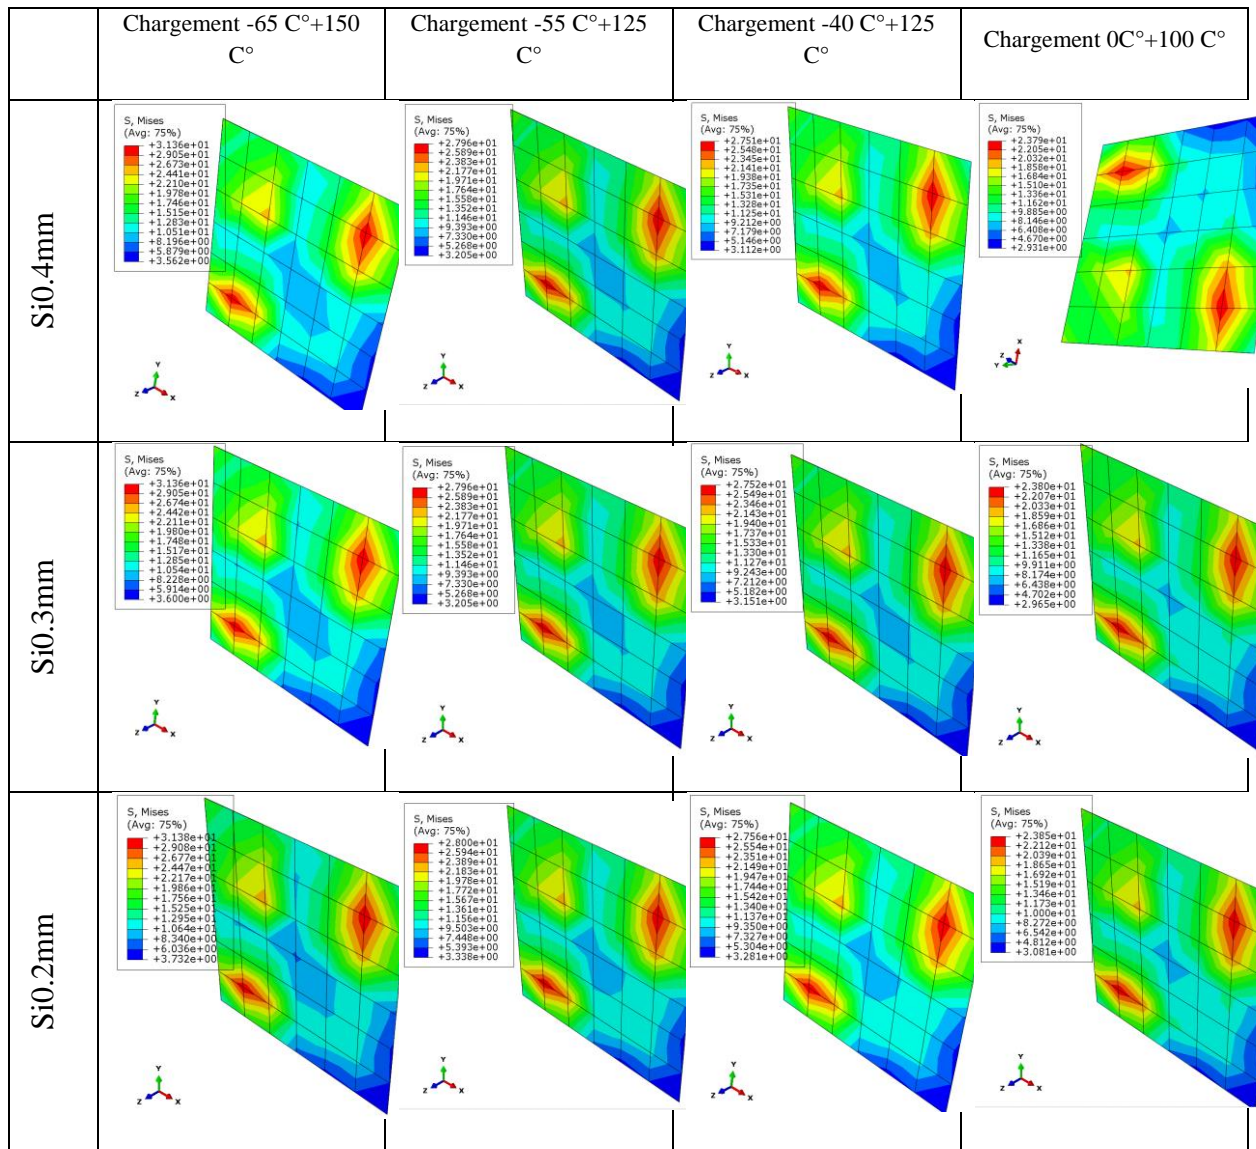 Chargement -65 C°+150
C°
Chargement -55 C°+125
C°
Chargement -40 C°+125
C°
Chargement 0C°+100 C°
Si0.4mm
S, Mises
(Avg: 75%)
+3.136e+01
+2.905e+01
+2.673e+01
+2.441e+01
+2.210e+01
+1.978e+01
+1.746e+01
+1.515e+01
+1.283e+01
+1.051e+01
+8.196e+00
+5.879e+00
+3.562e+00
Y
Z
X
S, Mises
(Avg: 75%)
+2.796e+01
+2.589e+01
+2.383e+01
+2.177e+01
+1.971e+01
+1.764e+01
+1.558e+01
+1.352e+01
+1.146e+01
+9.393e+00
+7.330e+00
+5.268e+00
+3.205e+00
Y
Z
X
S, Mises
(Avg: 75%)
+2.751e+01
+2.548e+01
+2.345e+01
+2.141e+01
+1.938e+01
+1.735e+01
+1.531e+01
+1.328e+01
+1.125e+01
+9.212e+00
+7.179e+00
+5.146e+00
+3.112e+00
Y
Z
X
S, Mises
(Avg: 75%)
+2.379e+01
+2.205e+01
+2.032e+01
+1.858e+01
+1.684e+01
+1.510e+01
+1.336e+01
+1.162e+01
+9.885e+00
+8.146e+00
+6.408e+00
+4.670e+00
+2.931e+00
X
Z
Y
Si0.3mm
S, Mises
(Avg: 75%)
+3.136e+01
+2.905e+01
+2.674e+01
+2.442e+01
+2.211e+01
+1.980e+01
+1.748e+01
+1.517e+01
+1.285e+01
+1.054e+01
+8.228e+00
+5.914e+00
+3.600e+00
Y
Z
X
S, Mises
(Avg: 75%)
+2.796e+01
+2.589e+01
+2.383e+01
+2.177e+01
+1.971e+01
+1.764e+01
+1.558e+01
+1.352e+01
+1.146e+01
+9.393e+00
+7.330e+00
+5.268e+00
+3.205e+00
Y
Z
X
S, Mises
(Avg: 75%)
+2.752e+01
+2.549e+01
+2.346e+01
+2.143e+01
+1.940e+01
+1.737e+01
+1.533e+01
+1.330e+01
+1.127e+01
+9.243e+00
+7.212e+00
+5.182e+00
+3.151e+00
Y
Z
X
S, Mises
(Avg: 75%)
+2.380e+01
+2.207e+01
+2.033e+01
+1.859e+01
+1.686e+01
+1.512e+01
+1.338e+01
+1.165e+01
+9.911e+00
+8.174e+00
+6.438e+00
+4.702e+00
+2.965e+00
Y
Z
X
Si0.2mm
S, Mises
(Avg: 75%)
+3.138e+01
+2.908e+01
+2.677e+01
+2.447e+01
+2.217e+01
+1.986e+01
+1.756e+01
+1.525e+01
+1.295e+01
+1.064e+01
+8.340e+00
+6.036e+00
+3.732e+00
Y
Z
X
S, Mises
(Avg: 75%)
+2.800e+01
+2.594e+01
+2.389e+01
+2.183e+01
+1.978e+01
+1.772e+01
+1.567e+01
+1.361e+01
+1.156e+01
+9.503e+00
+7.448e+00
+5.393e+00
+3.338e+00
Y
Z
X
S, Mises
(Avg: 75%)
+2.756e+01
+2.554e+01
+2.351e+01
+2.149e+01
+1.947e+01
+1.744e+01
+1.542e+01
+1.340e+01
+1.137e+01
+9.350e+00
+7.327e+00
+5.304e+00
+3.281e+00
Y
Z
X
S, Mises
(Avg: 75%)
+2.385e+01
+2.212e+01
+2.039e+01
+1.865e+01
+1.692e+01
+1.519e+01
+1.346e+01
+1.173e+01
+1.000e+01
+8.272e+00
+6.542e+00
+4.812e+00
+3.081e+00
Y
Z
X